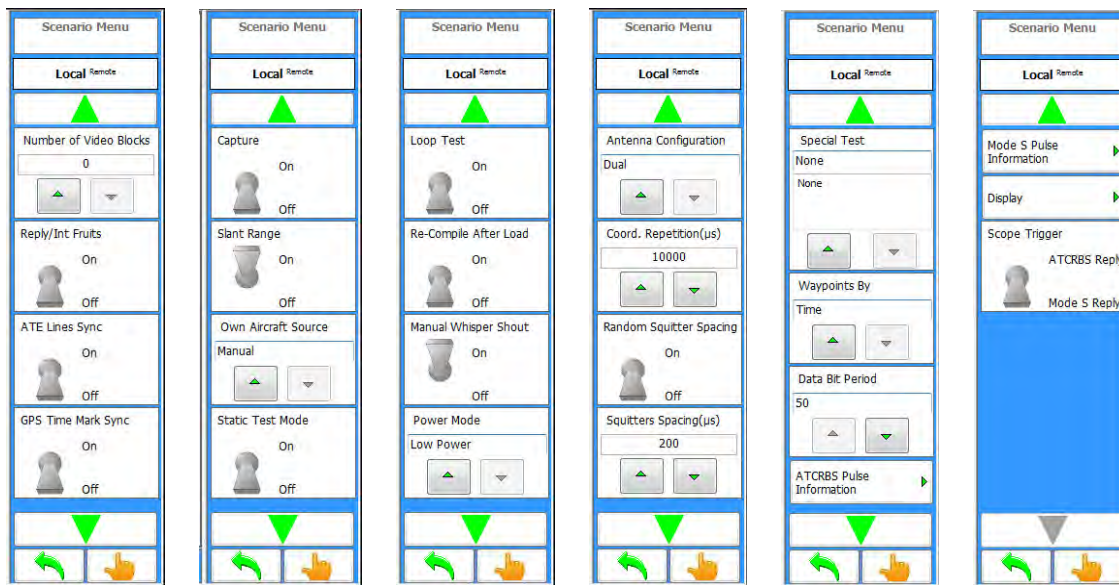 Scenario Menu
Local Remote
Number of Video Blocks
0
Reply/Int Fruits
On
Off
ATE Lines Sync
On
Off
GPS Time Mark Sync
On
Off
Scenario Menu
Local Remote
Capture
On
Off
Slant Range
On
Off
Own Aircraft Source
Manual
Static Test Mode
On
Off
Scenario Menu
Local Remote
Loop Test
On
Off
Re-Compile After Load
On
Off
Manual Whisper Shout
On
Off
Power Mode
Low Power
Scenario Menu
Local Remote
Antenna Configuration
Dual
Coord. Repetition(µs)
10000
Random Squitter Spacing
On
Off
Squitters Spacing(µs)
200
Scenario Menu
Local Remote
Special Test
None
None
Waypoints By
Time
Data Bit Period
50
ATCRBS Pulse
Information
Scenario Menu
Local Remote
Mode S Pulse
Information
Display
Scope Trigger
ATCRBS Reply
Mode S Reply